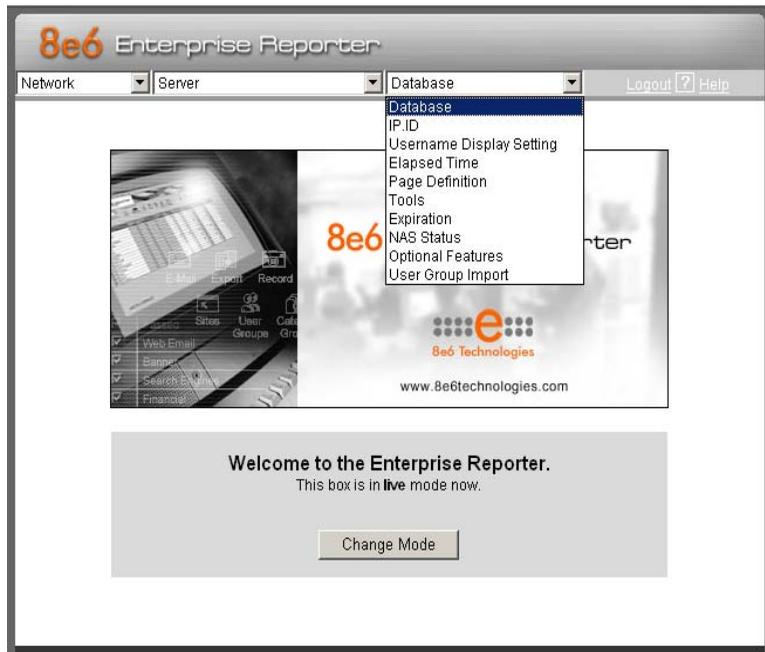 8e6 Enterprise Reporter
Network Server Database Logout ? Help
Database
IP.ID
Username Display Setting
Elapsed Time
Page Definition
Tools
Expiration
NAS Status
Optional Features
User Group Import
8e6 rter
E-Mail Export Record
Sites User Groups
Web Email
Banner
Search Engines
Financial
e
8e6 Technologies
www.8e6technologies.com
Welcome to the Enterprise Reporter.
This box is in live mode now.
Change Mode